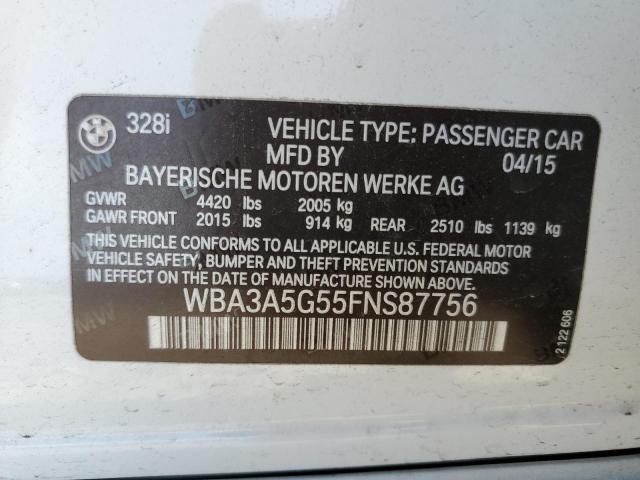 328i VEHICLE TYPE: PASSENGER CAR
MFD BY 04/15
BAYERISCHE MOTOREN WERKE AG
GVWR 4420 lbs 2005 kg
GAWR FRONT 2015 lbs 914 kg REAR 2510 lbs 1139 kg
THIS VEHICLE CONFORMS TO ALL APPLICABLE U.S. FEDERAL MOTOR
VEHICLE SAFETY, BUMPER AND THEFT PREVENTION STANDARDS
IN EFFECT ON THE DATE OF MANUFACTURE SHOWN ABOVE.
WBA3A5G55FNS87756
2 122 606